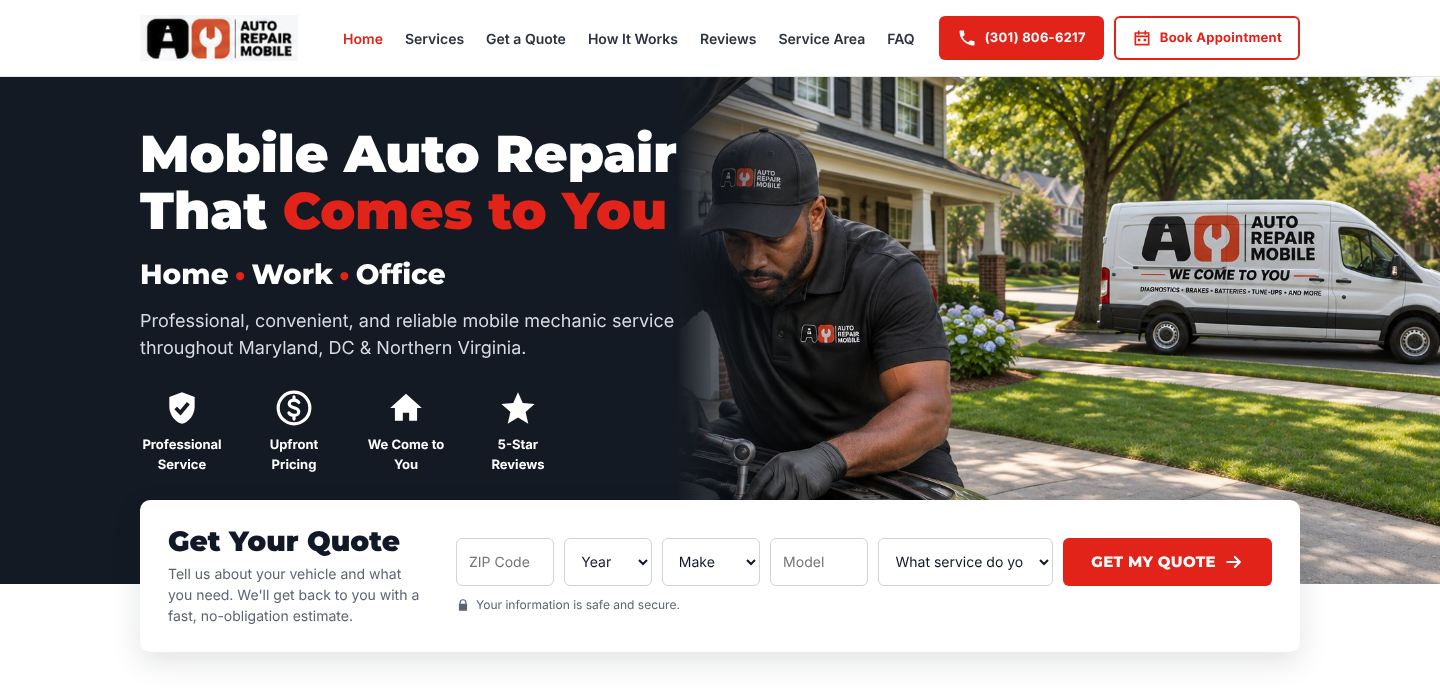 AUTO
REPAIR
MOBILE
Home
Services
Get a Quote
How It Works
Reviews
Service Area
FAQ
(301) 806-6217
Book Appointment
Mobile Auto Repair
That Comes to You
Home • Work • Office
Professional, convenient, and reliable mobile mechanic service
throughout Maryland, DC & Northern Virginia.
Professional
Service
Upfront
Pricing
We Come to
You
5-Star
Reviews
AUTO
REPAIR
MOBILE
AUTO
REPAIR
MOBILE
AUTO
REPAIR
MOBILE
WE COME TO YOU
DIAGNOSTICS • BRAKES • BATTERIES • TUNE-UPS • AND MORE
Get Your Quote
Tell us about your vehicle and what
you need. We'll get back to you with a
fast, no-obligation estimate.
ZIP Code
Year
Make
Model
What service do yo
GET MY QUOTE
Your information is safe and secure.